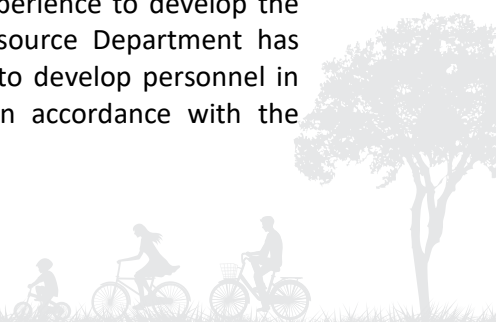 perience to develop the
source Department has
to develop personnel in
n accordance with the